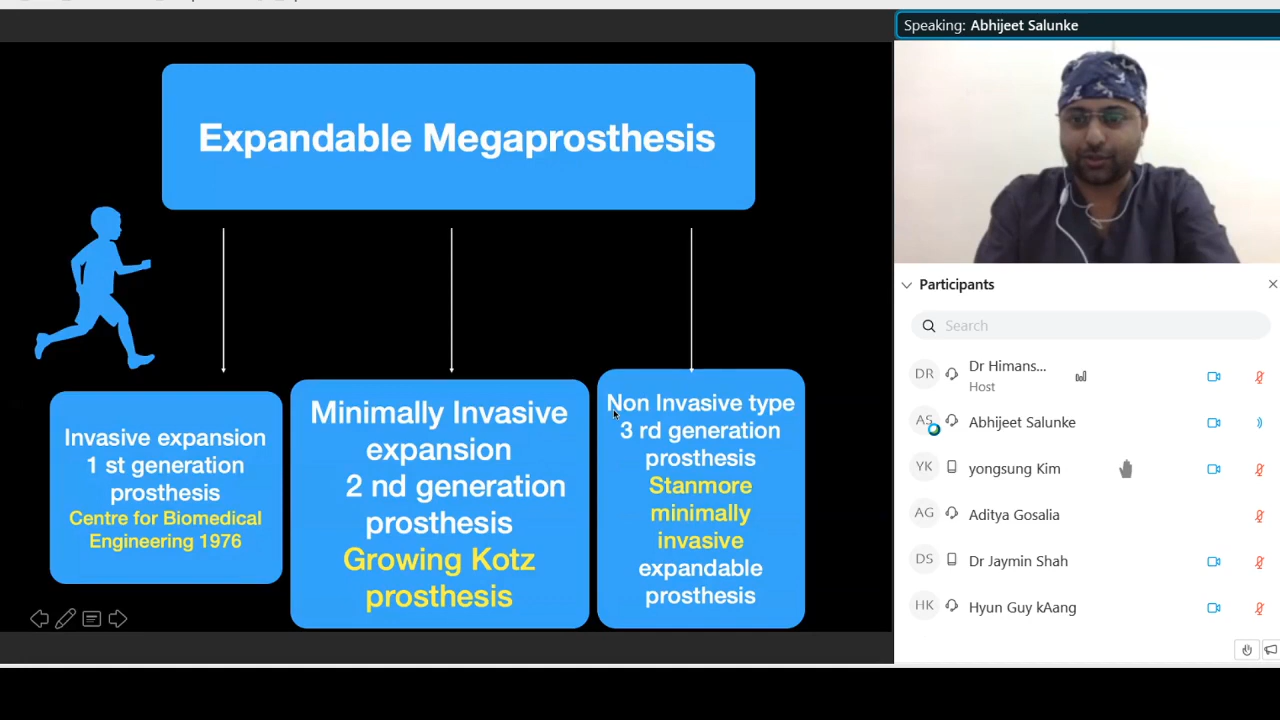 Expandable Megaprosthesis
Invasive expansion
1 st generation
prosthesis
Centre for Biomedical
Engineering 1976
Minimally Invasive
expansion
2 nd generation
prosthesis
Growing Kotz
prosthesis
Non Invasive type
3 rd generation
prosthesis
Stanmore
minimally
invasive
expandable
prosthesis
Speaking: Abhijeet Salunke
Participants
Search
DR Dr Himans...
Host
AS Abhijeet Salunke
YK yongsung Kim
AG Aditya Gosalia
DS Dr Jaymin Shah
HK Hyun Guy kAang